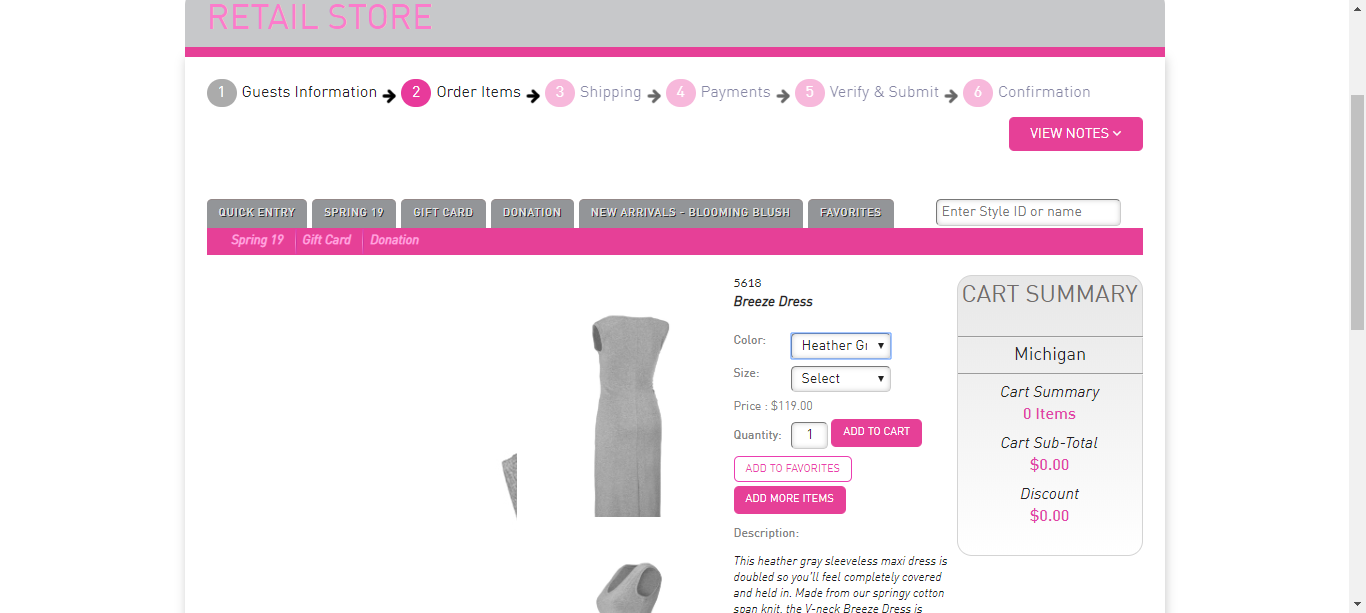 RETAIL STORE
1 Guests Information 2 Order Items 3 Shipping 4 Payments 5 Verify & Submit 6 Confirmation
VIEW NOTES
QUICK ENTRY SPRING 19 GIFT CARD DONATION NEW ARRIVALS - BLOOMING BLUSH FAVORITES Enter Style ID or name
Spring 19 Gift Card Donation
5618
Breeze Dress
Color: Heather Gr
Size: Select
Price : $119.00
Quantity: 1 ADD TO CART
ADD TO FAVORITES
ADD MORE ITEMS
Description:
This heather gray sleeveless maxi dress is
doubled so you'll feel completely covered
and held in. Made from our springy cotton
span knit, the V-neck Breeze Dress is
CART SUMMARY
Michigan
Cart Summary
0 Items
Cart Sub-Total
$0.00
Discount
$0.00